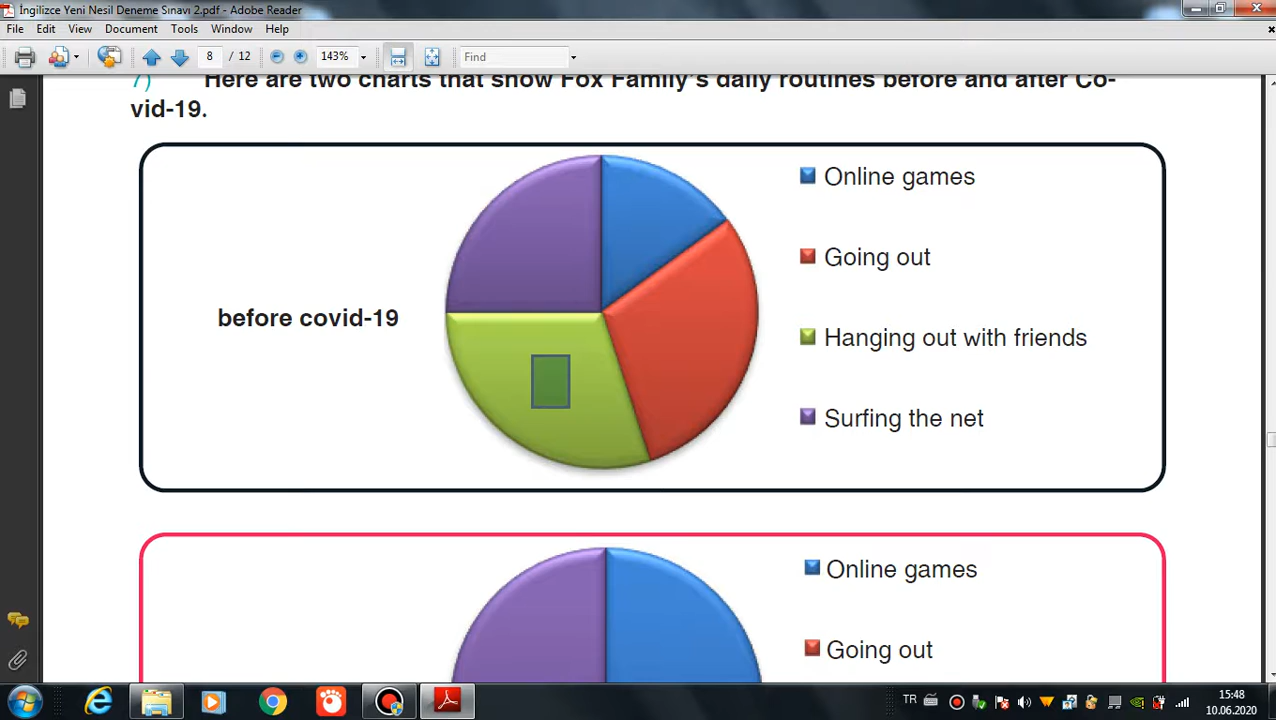 İngilizce Yeni Nesil Deneme Sınavı 2.pdf - Adobe Reader
File Edit View Document Tools Window Help
8 / 12 143% Find
7) Here are two charts that show Fox Family's daily routines before and after Co-
vid-19.
Online games
Going out
before covid-19
Hanging out with friends
Surfing the net
Online games
Going out
TR
15:48
10.06.2020